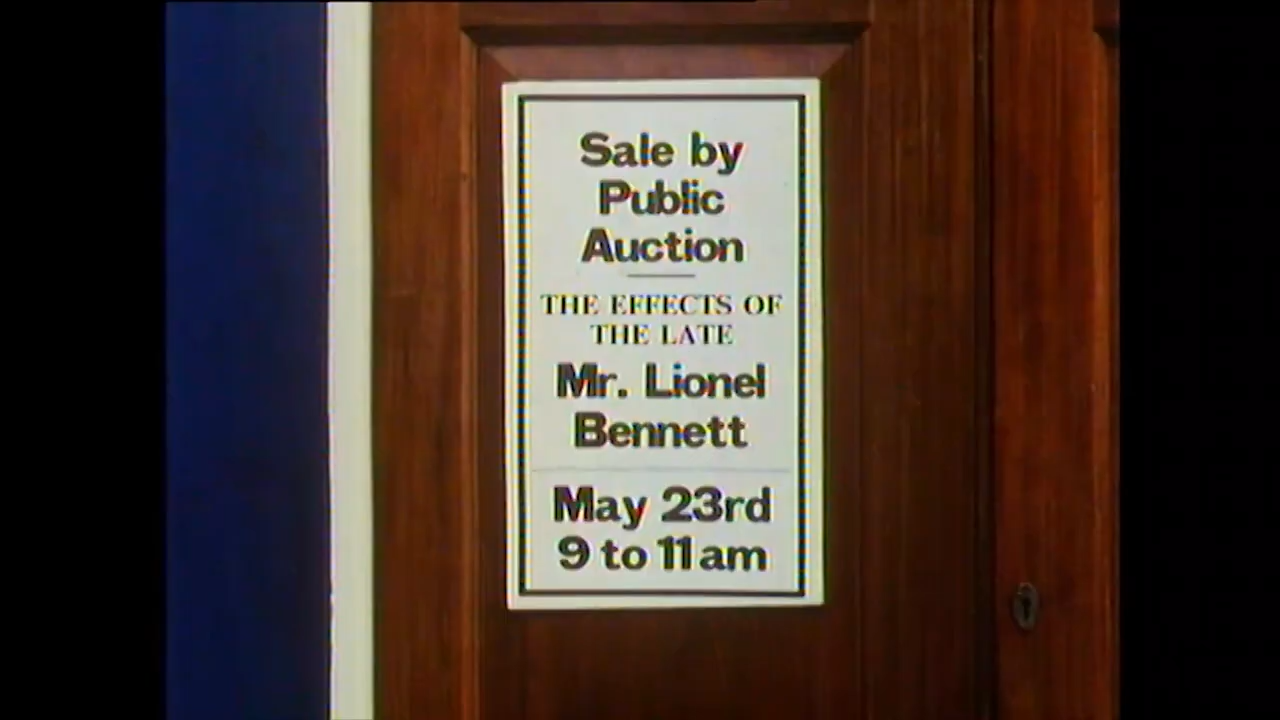 Sale by
Public
Auction
THE EFFECTS OF
THE LATE
Mr. Lionel
Bennett
May 23rd
9 to 11am